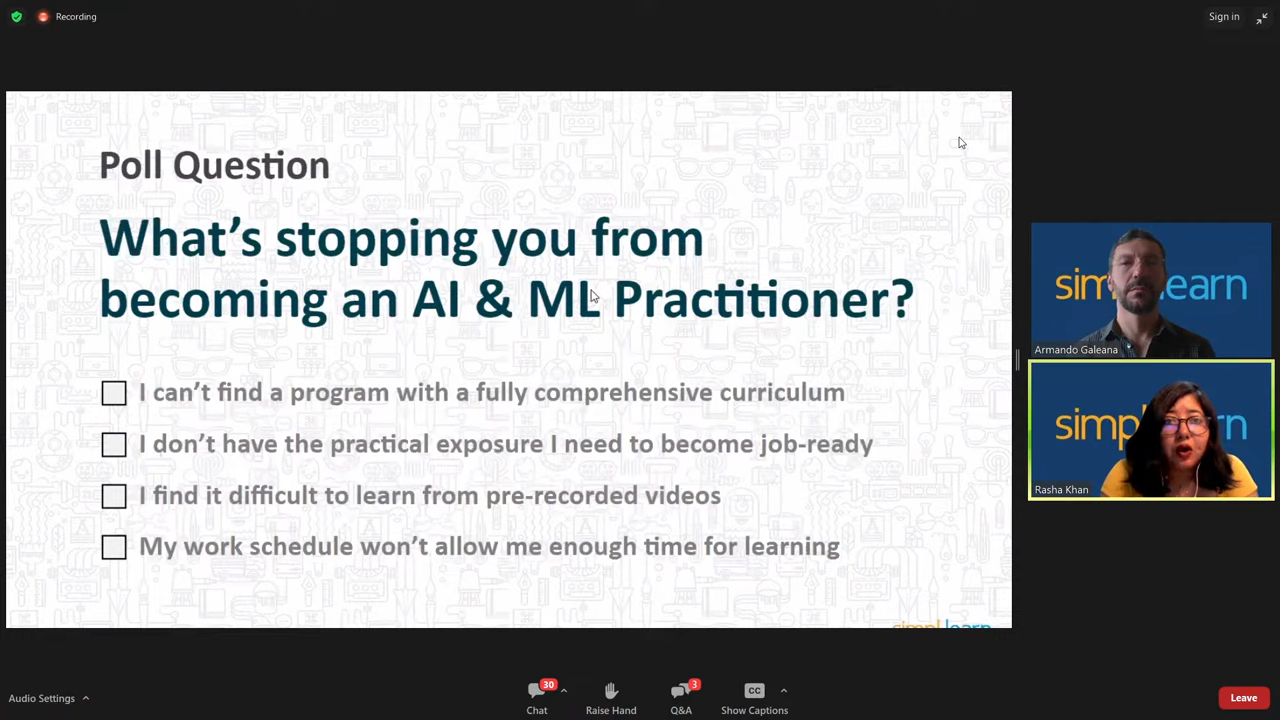 Recording
Sign in
Poll Question
What's stopping you from
becoming an AI & ML Practitioner?
I can't find a program with a fully comprehensive curriculum
I don't have the practical exposure I need to become job-ready
I find it difficult to learn from pre-recorded videos
My work schedule won't allow me enough time for learning
simplilearn
Armando Galeana
Rasha Khan
Audio Settings
30
Chat
Raise Hand
3
Q&A
CC
Show Captions
Leave